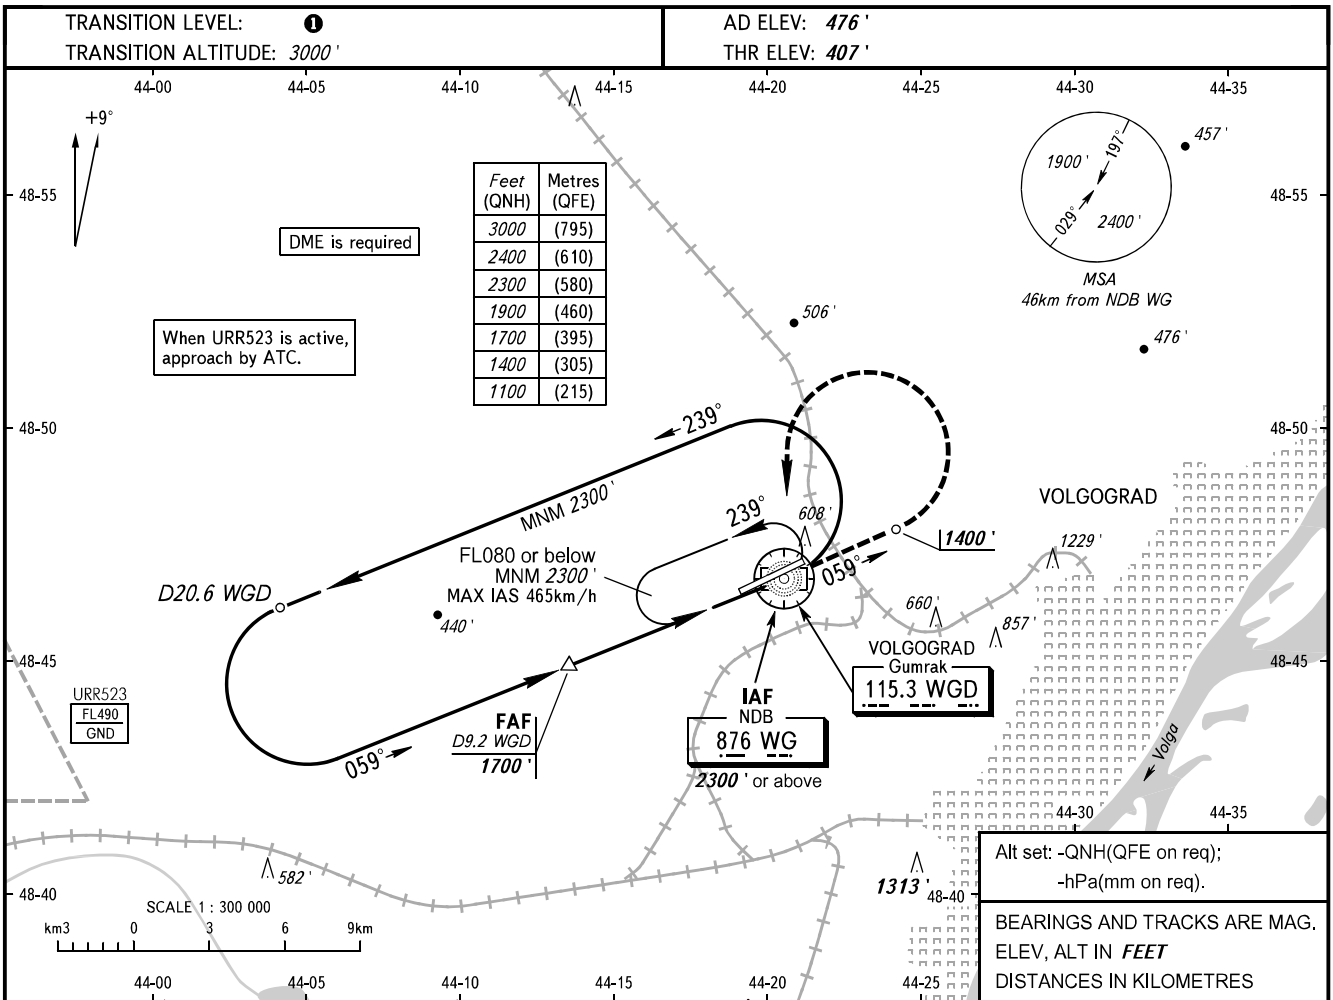 TRANSITION LEVEL: 1
TRANSITION ALTITUDE: 3000 '
AD ELEV: 476 '
THR ELEV: 407 '
44-00 44-05 44-10 44-15 44-20 44-25 44-30 44-35
+9°
48-55
48-55
Feet (QNH) Metres (QFE)
3000 (795)
2400 (610)
2300 (580)
1900 (460)
1700 (395)
1400 (305)
1100 (215)
DME is required
When URR523 is active,
approach by ATC.
1900 '
197°
029°
2400 '
MSA
46km from NDB WG
457 '
506 '
476 '
48-50
48-50
239°
MNM 2300 '
239°
608 '
VOLGOGRAD
1400 '
1229 '
059°
FL080 or below
MNM 2300 '
MAX IAS 465km/h
D20.6 WGD
440 '
660 '
857 '
48-45
48-45
VOLGOGRAD
Gumrak
115.3 WGD
URR523
FL490
GND
IAF
NDB
876 WG
2300 ' or above
FAF
D9.2 WGD
1700 '
059°
Volga
44-30 44-35
582 '
1313 '
48-40
48-40
SCALE 1 : 300 000
km3 0 3 6 9km
Alt set: -QNH(QFE on req);
-hPa(mm on req).
BEARINGS AND TRACKS ARE MAG.
ELEV, ALT IN FEET
DISTANCES IN KILOMETRES
44-00 44-05 44-10 44-15 44-20 44-25